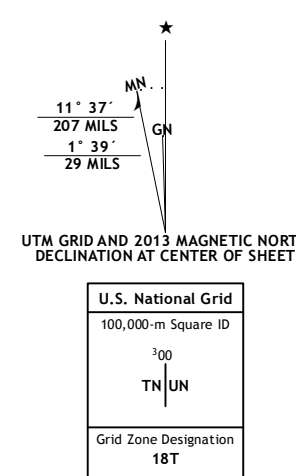 ★
MN
11° 37´
207 MILS
GN
1° 39´
29 MILS
UTM GRID AND 2013 MAGNETIC NORT
DECLINATION AT CENTER OF SHEET
U.S. National Grid
100,000-m Square ID
³00
TN UN
Grid Zone Designation
18T